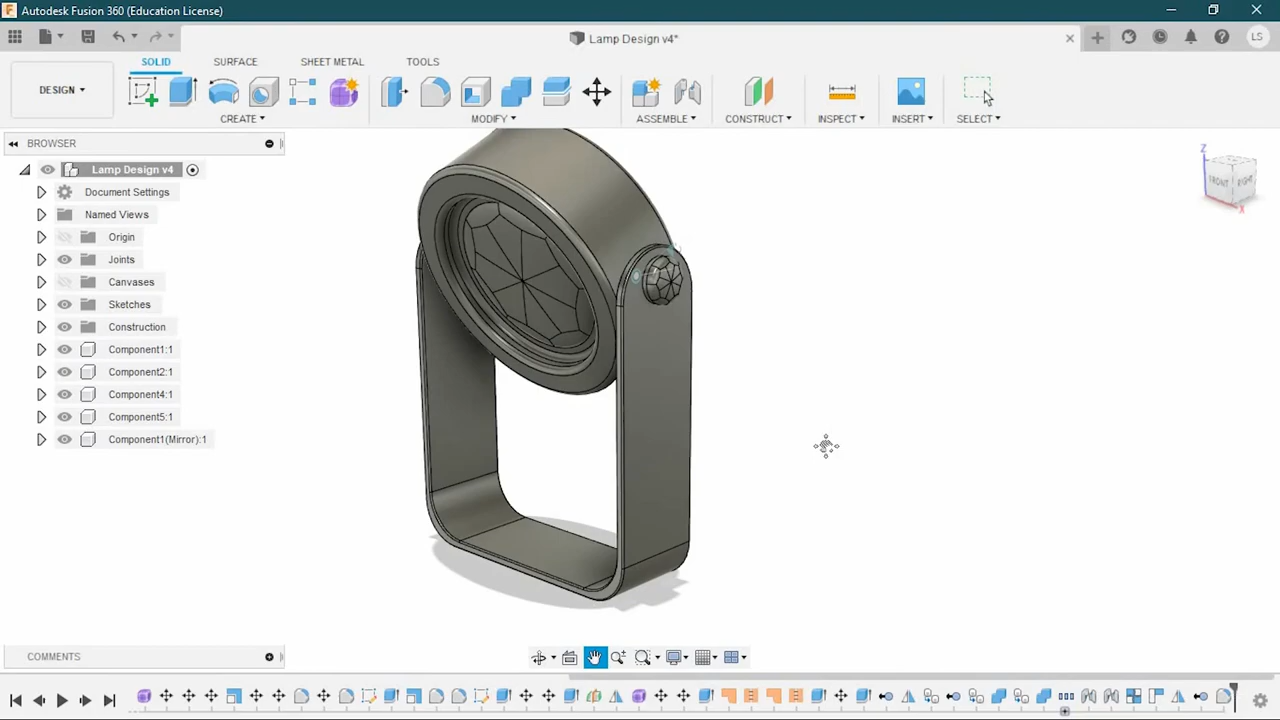 Autodesk Fusion 360 (Education License)
Lamp Design v4*
LS
SOLID
SURFACE
SHEET METAL
TOOLS
DESIGN
CREATE
MODIFY
ASSEMBLE
CONSTRUCT
INSPECT
INSERT
SELECT
BROWSER
Lamp Design v4
Document Settings
Named Views
Origin
Joints
Canvases
Sketches
Construction
Component1:1
Component2:1
Component4:1
Component5:1
Component1(Mirror):1
Z
FRONT
RIGHT
X
COMMENTS